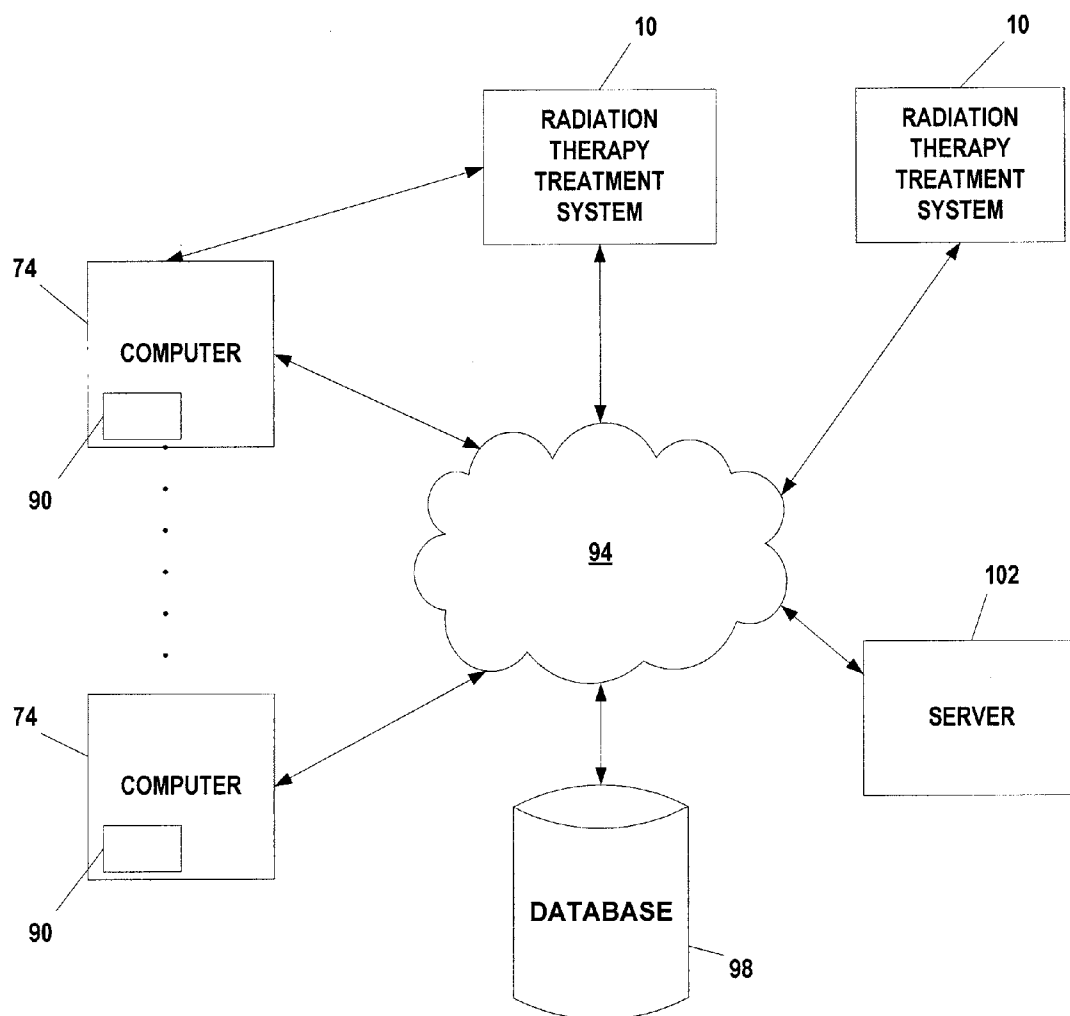 10
10
RADIATION
THERAPY
TREATMENT
SYSTEM
RADIATION
THERAPY
TREATMENT
SYSTEM
74
COMPUTER
90
94
102
SERVER
74
COMPUTER
90
DATABASE
98